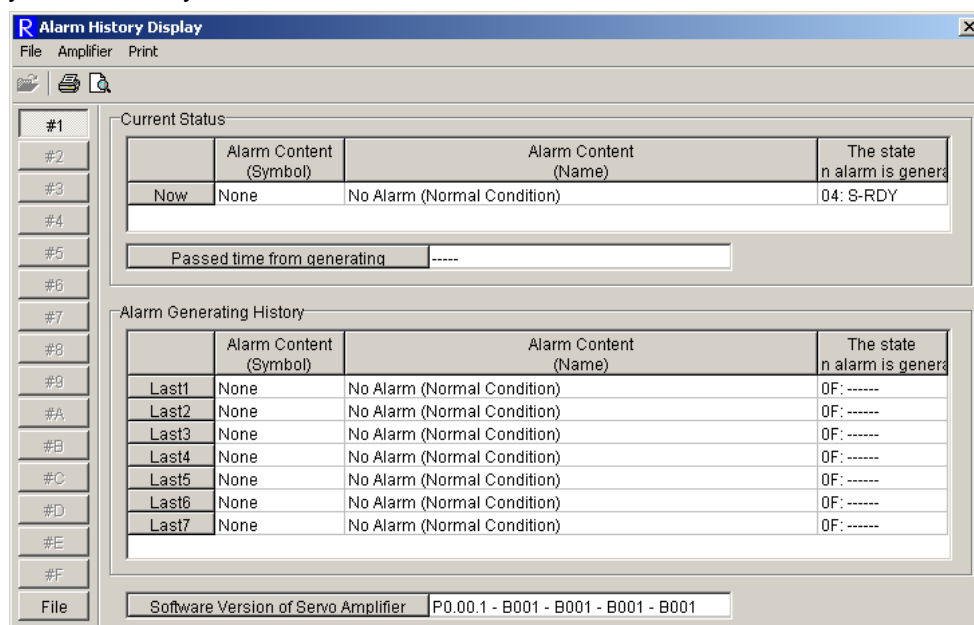 R Alarm History Display
File Amplifier Print
#1
#2
#3
#4
#5
#6
#7
#8
#9
#A
#B
#C
#D
#E
#F
File
Current Status
Alarm Content
(Symbol)
Alarm Content
(Name)
The state
n alarm is genera
Now None No Alarm (Normal Condition) 04: S-RDY
Passed time from generating -----
Alarm Generating History
Alarm Content
(Symbol)
Alarm Content
(Name)
The state
n alarm is genera
Last1 None No Alarm (Normal Condition) 0F: ------
Last2 None No Alarm (Normal Condition) 0F: ------
Last3 None No Alarm (Normal Condition) 0F: ------
Last4 None No Alarm (Normal Condition) 0F: ------
Last5 None No Alarm (Normal Condition) 0F: ------
Last6 None No Alarm (Normal Condition) 0F: ------
Last7 None No Alarm (Normal Condition) 0F: ------
Software Version of Servo Amplifier P0.00.1 - B001 - B001 - B001 - B001